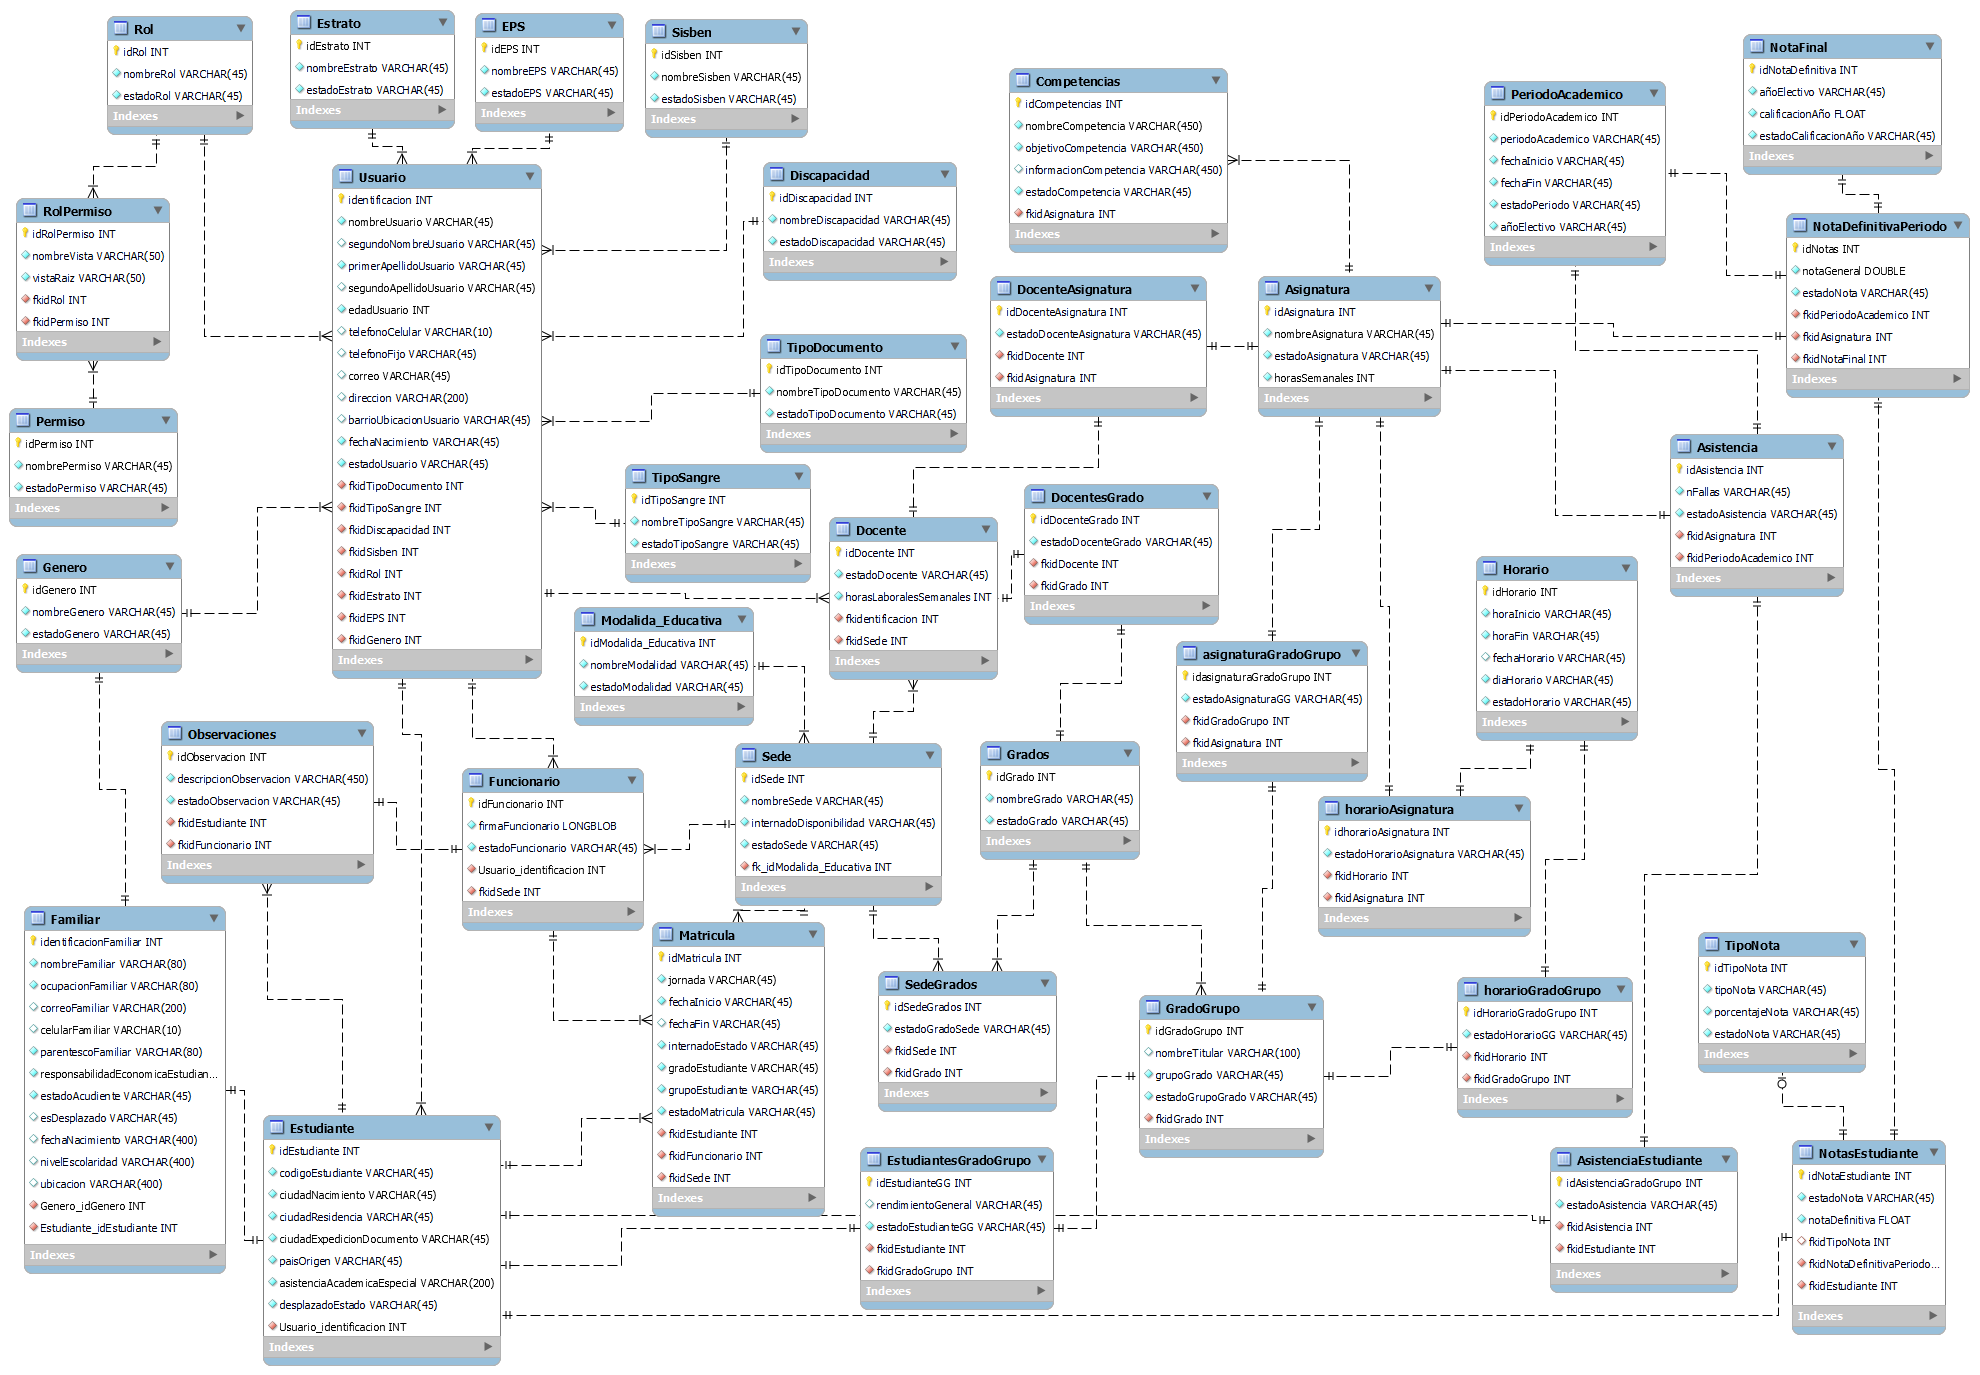 Rol
idRol INT
nombreRol VARCHAR(45)
estadoRol VARCHAR(45)
Indexes
Estrato
idEstrato INT
nombreEstrato VARCHAR(45)
estadoEstrato VARCHAR(45)
Indexes
EPS
idEPS INT
nombreEPS VARCHAR(45)
estadoEPS VARCHAR(45)
Indexes
Sisben
idSisben INT
nombreSisben VARCHAR(45)
estadoSisben VARCHAR(45)
Indexes
Competencias
idCompetencias INT
nombreCompetencia VARCHAR(450)
objetivoCompetencia VARCHAR(450)
informacionCompetencia VARCHAR(450)
estadoCompetencia VARCHAR(45)
fkidAsignatura INT
Indexes
PeriodoAcademico
idPeriodoAcademico INT
periodoAcademico VARCHAR(45)
fechaInicio VARCHAR(45)
fechaFin VARCHAR(45)
estadoPeriodo VARCHAR(45)
añoElectivo VARCHAR(45)
Indexes
NotaFinal
idNotaDefinitiva INT
añoElectivo VARCHAR(45)
calificacionAño FLOAT
estadoCalificacionAño VARCHAR(45)
Indexes
RolPermiso
idRolPermiso INT
nombreVista VARCHAR(50)
vistaRaiz VARCHAR(50)
fkidRol INT
fkidPermiso INT
Indexes
Usuario
identificacion INT
nombreUsuario VARCHAR(45)
segundoNombreUsuario VARCHAR(45)
primerApellidoUsuario VARCHAR(45)
segundoApellidoUsuario VARCHAR(45)
edadUsuario INT
telefonoCelular VARCHAR(10)
telefonoFijo VARCHAR(45)
correo VARCHAR(45)
direccion VARCHAR(200)
barrioUbicacionUsuario VARCHAR(45)
fechaNacimiento VARCHAR(45)
estadoUsuario VARCHAR(45)
fkidTipoDocumento INT
fkidTipoSangre INT
fkidDiscapacidad INT
fkidSisben INT
fkidRol INT
fkidEstrato INT
fkidEPS INT
fkidGenero INT
Indexes
Discapacidad
idDiscapacidad INT
nombreDiscapacidad VARCHAR(45)
estadoDiscapacidad VARCHAR(45)
Indexes
DocenteAsignatura
idDocenteAsignatura INT
estadoDocenteAsignatura VARCHAR(45)
fkidDocente INT
fkidAsignatura INT
Indexes
Asignatura
idAsignatura INT
nombreAsignatura VARCHAR(45)
estadoAsignatura VARCHAR(45)
horasSemanales INT
Indexes
NotaDefinitivaPeriodo
idNotas INT
notaGeneral DOUBLE
estadoNota VARCHAR(45)
fkidPeriodoAcademico INT
fkidAsignatura INT
fkidNotaFinal INT
Indexes
TipoDocumento
idTipoDocumento INT
nombreTipoDocumento VARCHAR(45)
estadoTipoDocumento VARCHAR(45)
Indexes
Permiso
idPermiso INT
nombrePermiso VARCHAR(45)
estadoPermiso VARCHAR(45)
Indexes
TipoSangre
idTipoSangre INT
nombreTipoSangre VARCHAR(45)
estadoTipoSangre VARCHAR(45)
Indexes
Docente
idDocente INT
estadoDocente VARCHAR(45)
horasLaboralesSemanales INT
fkidentificacion INT
fkidSede INT
Indexes
DocentesGrado
idDocenteGrado INT
estadoDocenteGrado VARCHAR(45)
fkidDocente INT
fkidGrado INT
Indexes
Asistencia
idAsistencia INT
nFallas VARCHAR(45)
estadoAsistencia VARCHAR(45)
fkidAsignatura INT
fkidPeriodoAcademico INT
Indexes
Genero
idGenero INT
nombreGenero VARCHAR(45)
estadoGenero VARCHAR(45)
Indexes
Modalida_Educativa
idModalida_Educativa INT
nombreModalidad VARCHAR(45)
estadoModalidad VARCHAR(45)
Indexes
asignaturaGradoGrupo
idasignaturaGradoGrupo INT
estadoAsignaturaGG VARCHAR(45)
fkidGradoGrupo INT
fkidAsignatura INT
Indexes
Horario
idHorario INT
horaInicio VARCHAR(45)
horaFin VARCHAR(45)
fechaHorario VARCHAR(45)
diaHorario VARCHAR(45)
estadoHorario VARCHAR(45)
Indexes
Observaciones
idObservacion INT
descripcionObservacion VARCHAR(450)
estadoObservacion VARCHAR(45)
fkidEstudiante INT
fkidFuncionario INT
Indexes
Funcionario
idFuncionario INT
firmaFuncionario LONGBLOB
estadoFuncionario VARCHAR(45)
Usuario_identificacion INT
fkidSede INT
Indexes
Sede
idSede INT
nombreSede VARCHAR(45)
internadoDisponibilidad VARCHAR(45)
estadoSede VARCHAR(45)
fk_idModalida_Educativa INT
Indexes
Grados
idGrado INT
nombreGrado VARCHAR(45)
estadoGrado VARCHAR(45)
Indexes
horarioAsignatura
idhorarioAsignatura INT
estadoHorarioAsignatura VARCHAR(45)
fkidHorario INT
fkidAsignatura INT
Indexes
Familiar
identificacionFamiliar INT
nombreFamiliar VARCHAR(80)
ocupacionFamiliar VARCHAR(80)
correoFamiliar VARCHAR(200)
celularFamiliar VARCHAR(10)
parentescoFamiliar VARCHAR(80)
responsabilidadEconomicaEstudian...
estadoAcudiente VARCHAR(45)
esDesplazado VARCHAR(45)
fechaNacimiento VARCHAR(400)
nivelEscolaridad VARCHAR(400)
ubicacion VARCHAR(400)
Genero_idGenero INT
Estudiante_idEstudiante INT
Indexes
Matricula
idMatricula INT
jornada VARCHAR(45)
fechaInicio VARCHAR(45)
fechaFin VARCHAR(45)
internadoEstado VARCHAR(45)
gradoEstudiante VARCHAR(45)
grupoEstudiante VARCHAR(45)
estadoMatricula VARCHAR(45)
fkidEstudiante INT
fkidFuncionario INT
fkidSede INT
Indexes
SedeGrados
idSedeGrados INT
estadoGradoSede VARCHAR(45)
fkidSede INT
fkidGrado INT
Indexes
GradoGrupo
idGradoGrupo INT
nombreTitular VARCHAR(100)
grupoGrado VARCHAR(45)
estadoGrupoGrado VARCHAR(45)
fkidGrado INT
Indexes
horarioGradoGrupo
idHorarioGradoGrupo INT
estadoHorarioGG VARCHAR(45)
fkidHorario INT
fkidGradoGrupo INT
Indexes
TipoNota
idTipoNota INT
tipoNota VARCHAR(45)
porcentajeNota VARCHAR(45)
estadoNota VARCHAR(45)
Indexes
Estudiante
idEstudiante INT
codigoEstudiante VARCHAR(45)
ciudadNacimiento VARCHAR(45)
ciudadResidencia VARCHAR(45)
ciudadExpedicionDocumento VARCHAR(45)
paisOrigen VARCHAR(45)
asistenciaAcademicaEspecial VARCHAR(200)
desplazadoEstado VARCHAR(45)
Usuario_identificacion INT
Indexes
EstudiantesGradoGrupo
idEstudianteGG INT
rendimientoGeneral VARCHAR(45)
estadoEstudianteGG VARCHAR(45)
fkidEstudiante INT
fkidGradoGrupo INT
Indexes
AsistenciaEstudiante
idAsistenciaGradoGrupo INT
estadoAsistencia VARCHAR(45)
fkidAsistencia INT
fkidEstudiante INT
Indexes
NotasEstudiante
idNotaEstudiante INT
estadoNota VARCHAR(45)
notaDefinitiva FLOAT
fkidTipoNota INT
fkidNotaDefinitivaPeriodo...
fkidEstudiante INT
Indexes